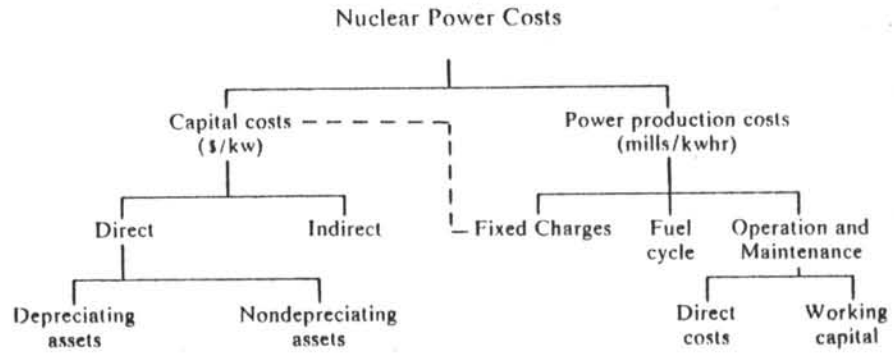 Nuclear Power Costs
Capital costs
($/kw)
Power production costs
(mills/kwhr)
Direct
Indirect
Fixed Charges
Fuel
cycle
Operation and
Maintenance
Depreciating
assets
Nondepreciating
assets
Direct
costs
Working
capital